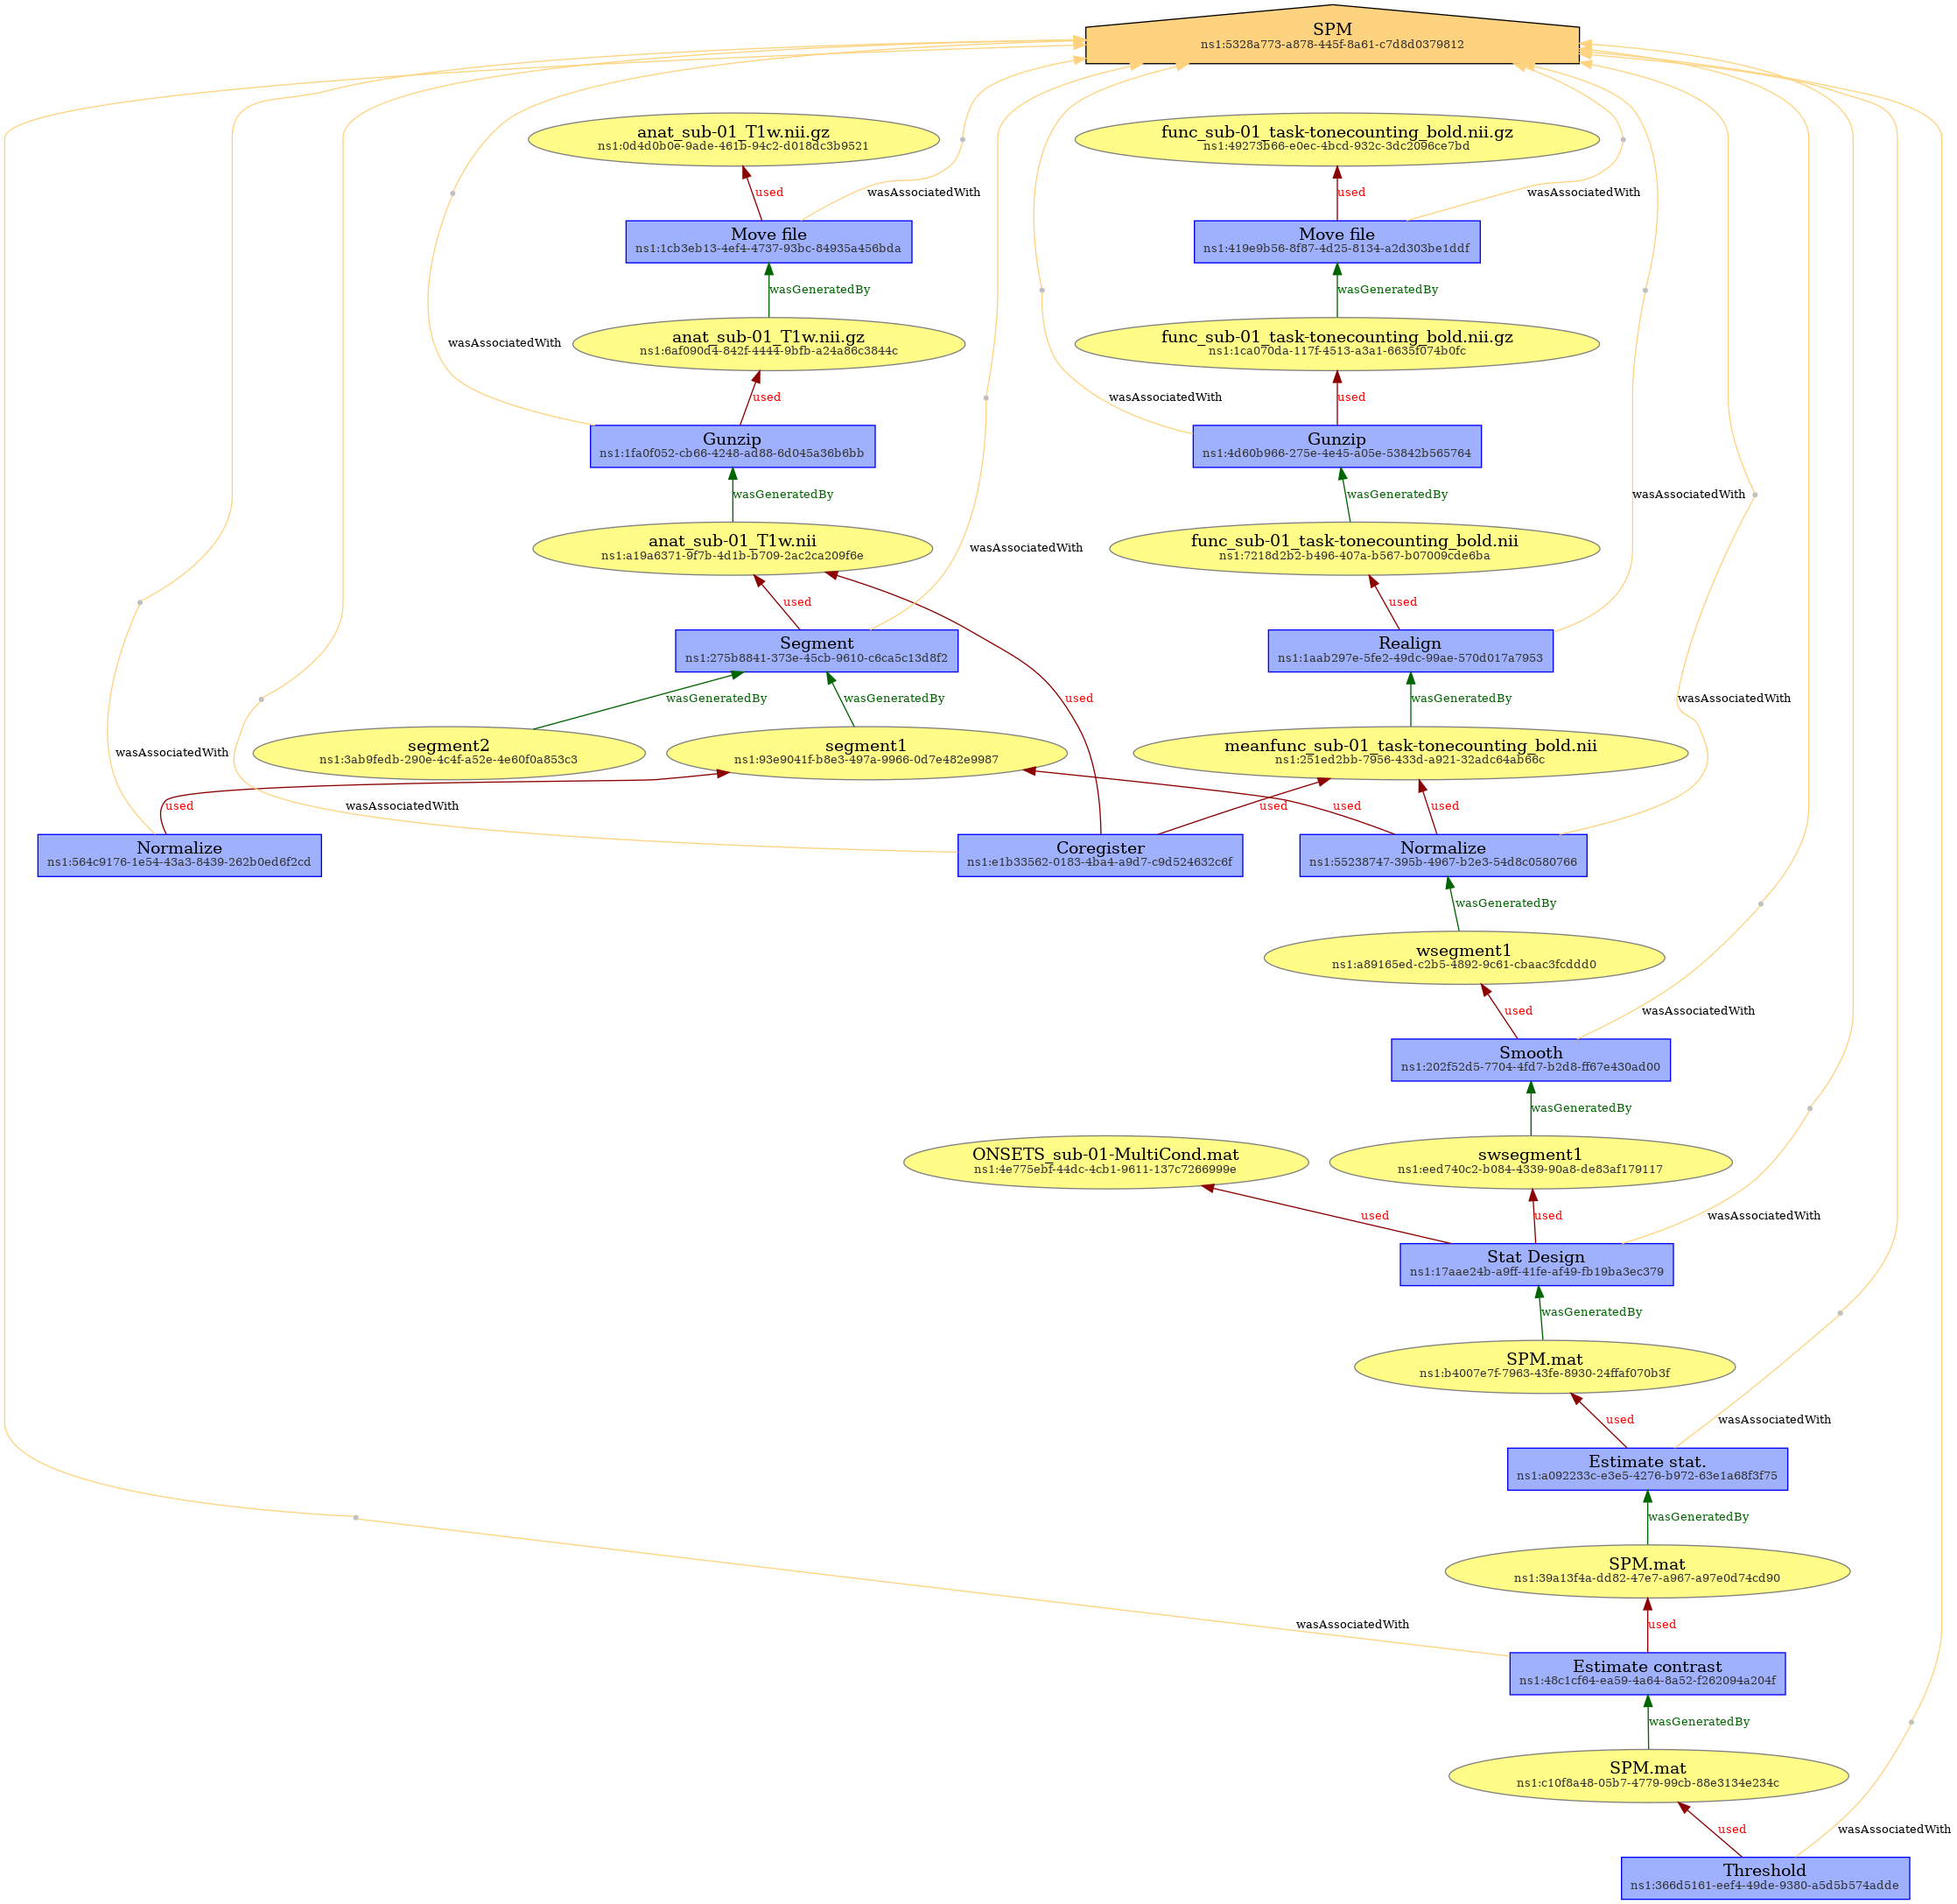 SPM
ns1:5328a773-a878-445f-8a61-c7d8d0379812
anat_sub-01_T1w.nii.gz
ns1:0d4d0b0e-9ade-461b-94c2-d018dc3b9521
func_sub-01_task-tonecounting_bold.nii.gz
ns1:49273b66-e0ec-4bcd-932c-3dc2096ce7bd
used
wasAssociatedWith
used
wasAssociatedWith
Move file
ns1:1cb3eb13-4ef4-4737-93bc-84935a456bda
Move file
ns1:419e9b56-8f87-4d25-8134-a2d303be1ddf
wasGeneratedBy
wasGeneratedBy
wasAssociatedWith
anat_sub-01_T1w.nii.gz
ns1:6af090d4-842f-4444-9bfb-a24a86c3844c
func_sub-01_task-tonecounting_bold.nii.gz
ns1:1ca070da-117f-4513-a3a1-6635f074b0fc
used
wasAssociatedWith
used
Gunzip
ns1:1fa0f052-cb66-4248-ad88-6d045a36b6bb
Gunzip
ns1:4d60b966-275e-4e45-a05e-53842b565764
wasGeneratedBy
wasGeneratedBy
wasAssociatedWith
anat_sub-01_T1w.nii
ns1:a19a6371-9f7b-4d1b-b709-2ac2ca209f6e
wasAssociatedWith
func_sub-01_task-tonecounting_bold.nii
ns1:7218d2b2-b496-407a-b567-b07009cde6ba
used
used
Segment
ns1:275b8841-373e-45cb-9610-c6ca5c13d8f2
Realign
ns1:1aab297e-5fe2-49dc-99ae-570d017a7953
wasGeneratedBy
wasGeneratedBy
used
wasGeneratedBy
wasAssociatedWith
wasAssociatedWith
segment2
ns1:3ab9fedb-290e-4c4f-a52e-4e60f0a853c3
segment1
ns1:93e9041f-b8e3-497a-9966-0d7e482e9987
meanfunc_sub-01_task-tonecounting_bold.nii
ns1:251ed2bb-7956-433d-a921-32adc64ab66c
used
wasAssociatedWith
used
used
used
Normalize
ns1:564c9176-1e54-43a3-8439-262b0ed6f2cd
Coregister
ns1:e1b33562-0183-4ba4-a9d7-c9d524632c6f
Normalize
ns1:55238747-395b-4967-b2e3-54d8c0580766
wasGeneratedBy
wsegment1
ns1:a89165ed-c2b5-4892-9c61-cbaac3fcddd0
used
wasAssociatedWith
Smooth
ns1:202f52d5-7704-4fd7-b2d8-ff67e430ad00
wasGeneratedBy
ONSETS_sub-01-MultiCond.mat
ns1:4e775ebf-44dc-4cb1-9611-137c7266999e
swsegment1
ns1:eed740c2-b084-4339-90a8-de83af179117
used
used
wasAssociatedWith
Stat Design
ns1:17aae24b-a9ff-41fe-af49-fb19ba3ec379
wasGeneratedBy
SPM.mat
ns1:b4007e7f-7963-43fe-8930-24ffaf070b3f
used
wasAssociatedWith
Estimate stat.
ns1:a092233c-e3e5-4276-b972-63e1a68f3f75
wasGeneratedBy
SPM.mat
ns1:39a13f4a-dd82-47e7-a967-a97e0d74cd90
wasAssociatedWith
used
Estimate contrast
ns1:48c1cf64-ea59-4a64-8a52-f262094a204f
wasGeneratedBy
SPM.mat
ns1:c10f8a48-05b7-4779-99cb-88e3134e234c
used
wasAssociatedWith
Threshold
ns1:366d5161-eef4-49de-9380-a5d5b574adde